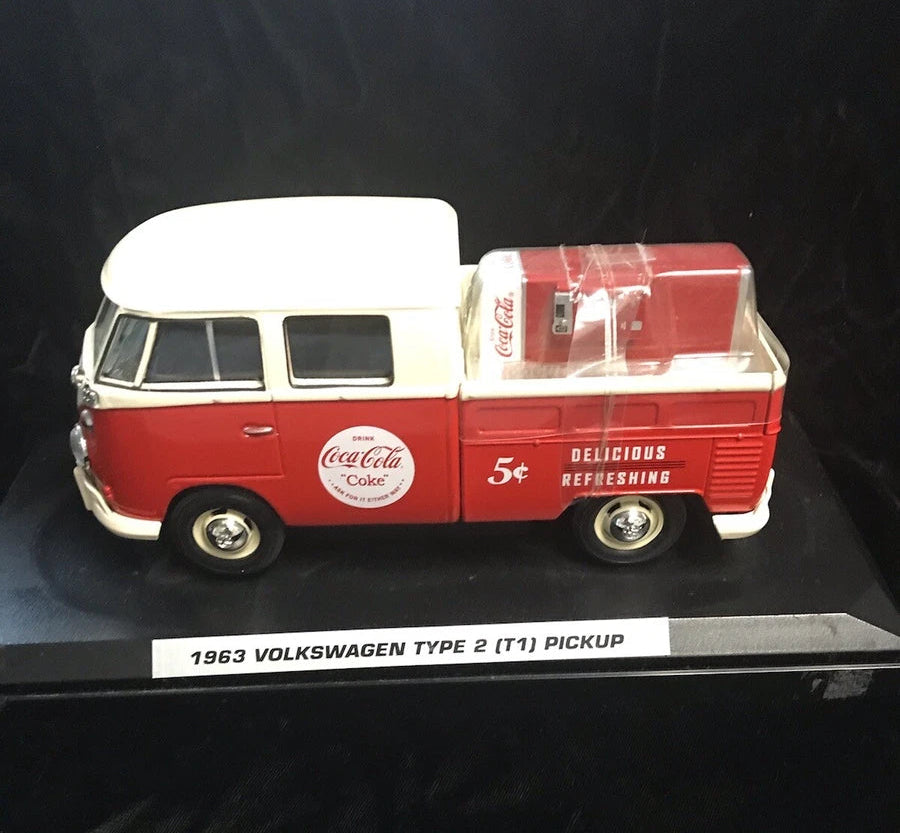 Coca-Cola
DRINK
Coca-Cola
"Coke"
ASK FOR IT EITHER WAY
5¢
DELICIOUS
REFRESHING
1963 VOLKSWAGEN TYPE 2 (T1) PICKUP